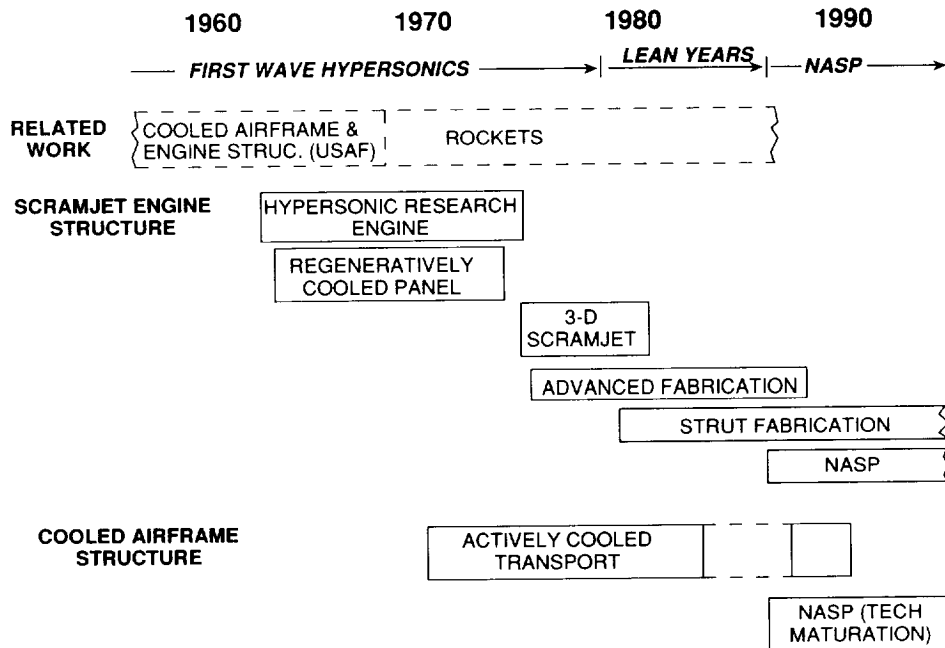 1960 1970 1980 1990
FIRST WAVE HYPERSONICS LEAN YEARS NASP
RELATED
WORK
COOLED AIRFRAME &
ENGINE STRUC. (USAF)
ROCKETS
SCRAMJET ENGINE
STRUCTURE
HYPERSONIC RESEARCH
ENGINE
REGENERATIVELY
COOLED PANEL
3-D
SCRAMJET
ADVANCED FABRICATION
STRUT FABRICATION
NASP
COOLED AIRFRAME
STRUCTURE
ACTIVELY COOLED
TRANSPORT
NASP (TECH
MATURATION)